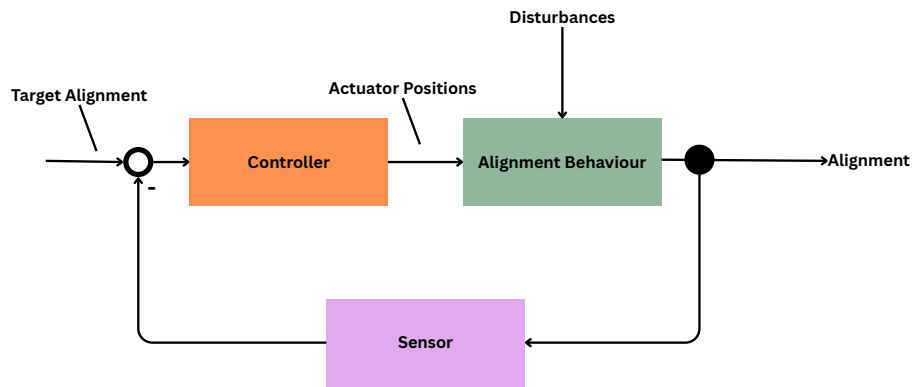 Disturbances
Target Alignment
Actuator Positions
Controller
Alignment Behaviour
Alignment
-
Sensor